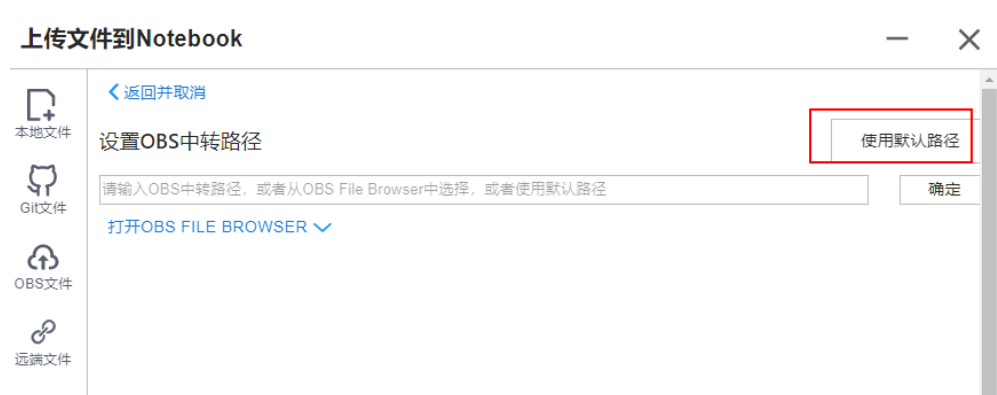 上传文件到Notebook
本地文件
Git文件
OBS文件
远端文件
返回并取消
设置OBS中转路径
使用默认路径
请输入OBS中转路径，或者从OBS File Browser中选择，或者使用默认路径
确定
打开OBS FILE BROWSER